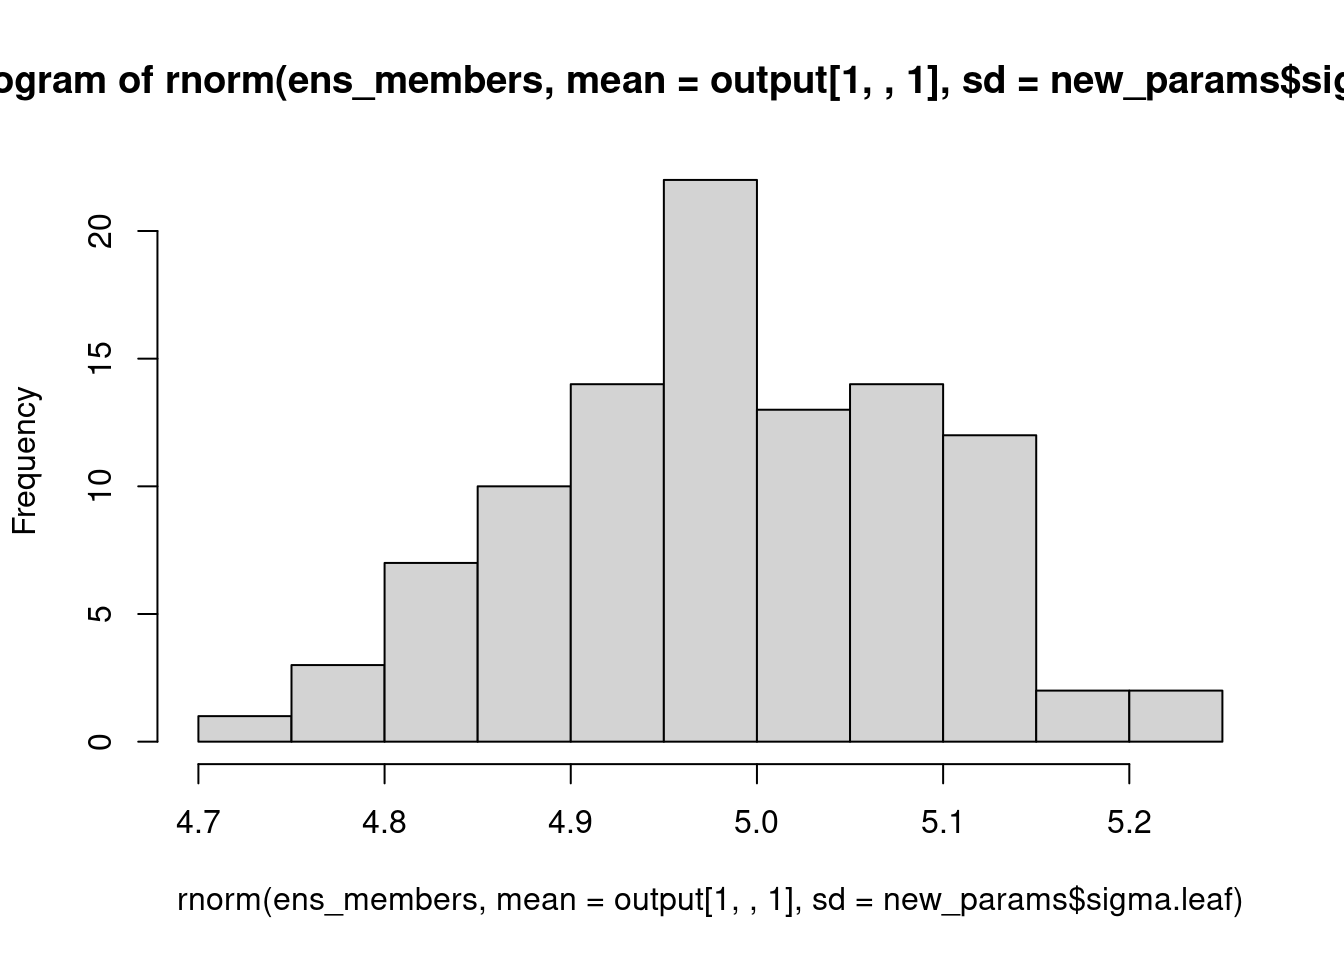 ogram of rnorm(ens_members, mean = output[1, , 1], sd = new_params$sig
Frequency
20
15
10
5
0
4.7 4.8 4.9 5.0 5.1 5.2
rnorm(ens_members, mean = output[1, , 1], sd = new_params$sigma.leaf)